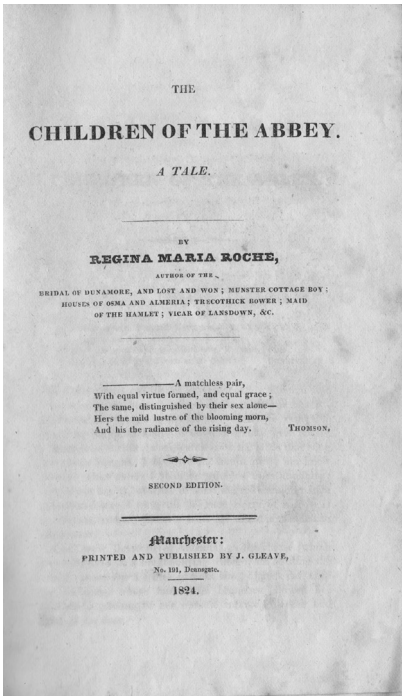 THE
CHILDREN OF THE ABBEY.
A TALE.
BY
REGINA MARIA ROCHE,
AUTHOR OF THE
BRIDAL OF DUNAMORE, AND LOST AND WON; MUNSTER COTTAGE BOY;
HOUSES OF OSMA AND ALMERIA; TRECOTHICK BOWER; MAID
OF THE HAMLET; VICAR OF LANSDOWN, &C.
————————A matchless pair,
With equal virtue formed, and equal grace;
The same, distinguished by their sex alone—
Hers the mild lustre of the blooming morn,
And his the radiance of the rising day. THOMSON,
SECOND EDITION.
Manchester:
PRINTED AND PUBLISHED BY J. GLEAVE,
No. 191, Deansgate.
1824.